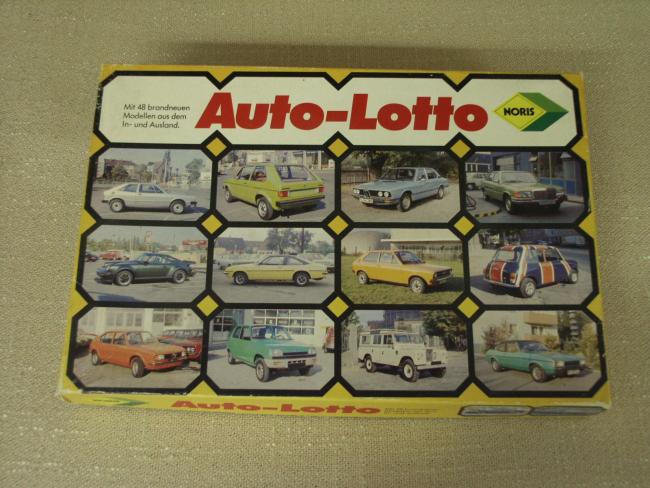 Mit 48 brandneuen
Modellen aus dem
In- und Ausland.
Auto-Lotto
NORIS
Auto-Lotto